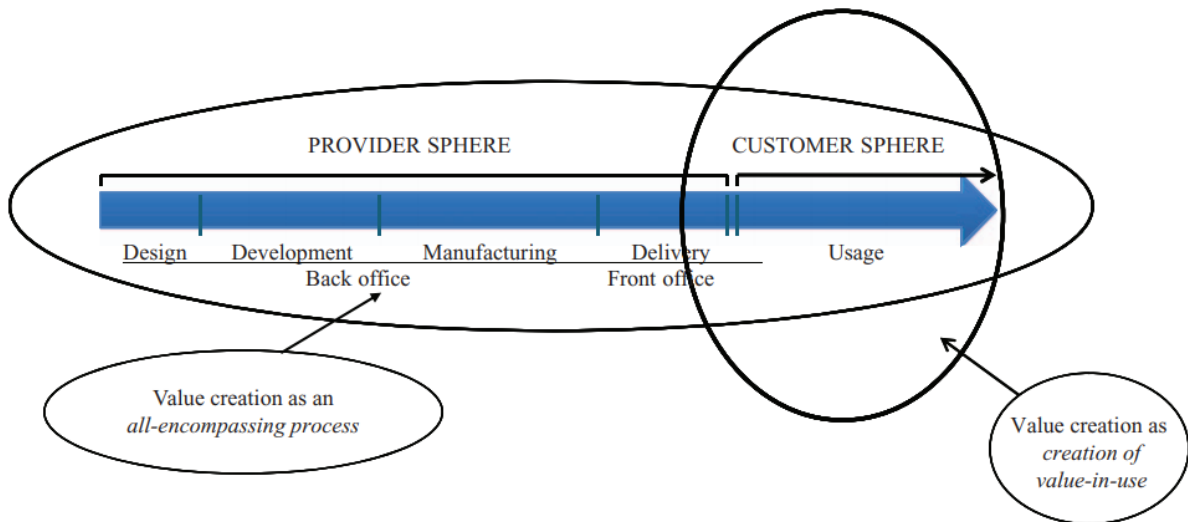 PROVIDER SPHERE CUSTOMER SPHERE
Design Development Manufacturing Delivery Usage
Back office Front office
Value creation as an
all-encompassing process
Value creation as
creation of
value-in-use